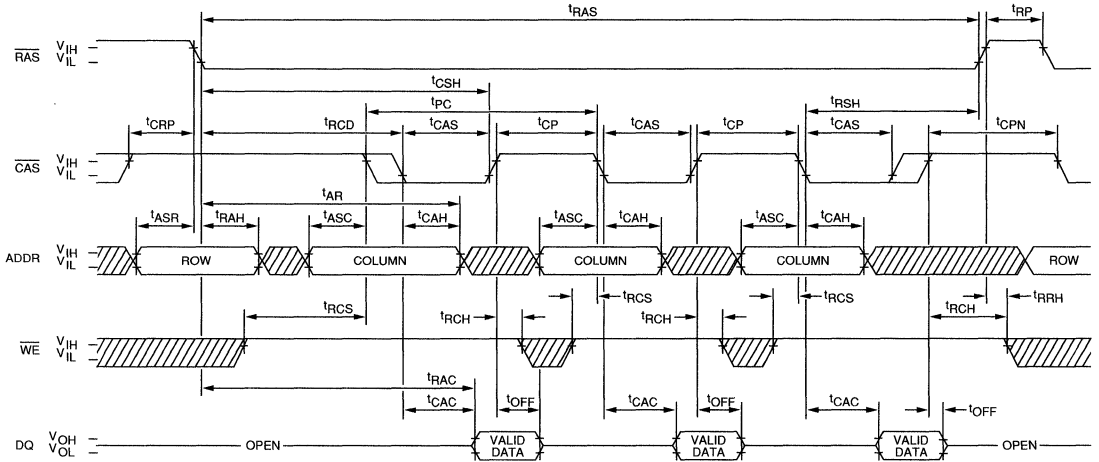 tRAS
tRP
RAS VIH
VIL
tCSH
tPC
tRSH
tCRP
tRCD
tCAS
tCP
tCAS
tCP
tCAS
tCPN
CAS VIH
VIL
tAR
tASR
tRAH
tASC
tCAH
tASC
tCAH
tASC
tCAH
ADDR VIH
VIL
ROW
COLUMN
COLUMN
COLUMN
ROW
tRCS
tRCS
tRCS
tRRH
tRCH
tRCH
tRCH
WE VIH
VIL
tRAC
tCAC
tOFF
tCAC
tOFF
tCAC
tOFF
DQ VOH
VOL
OPEN
VALID
DATA
VALID
DATA
VALID
DATA
OPEN